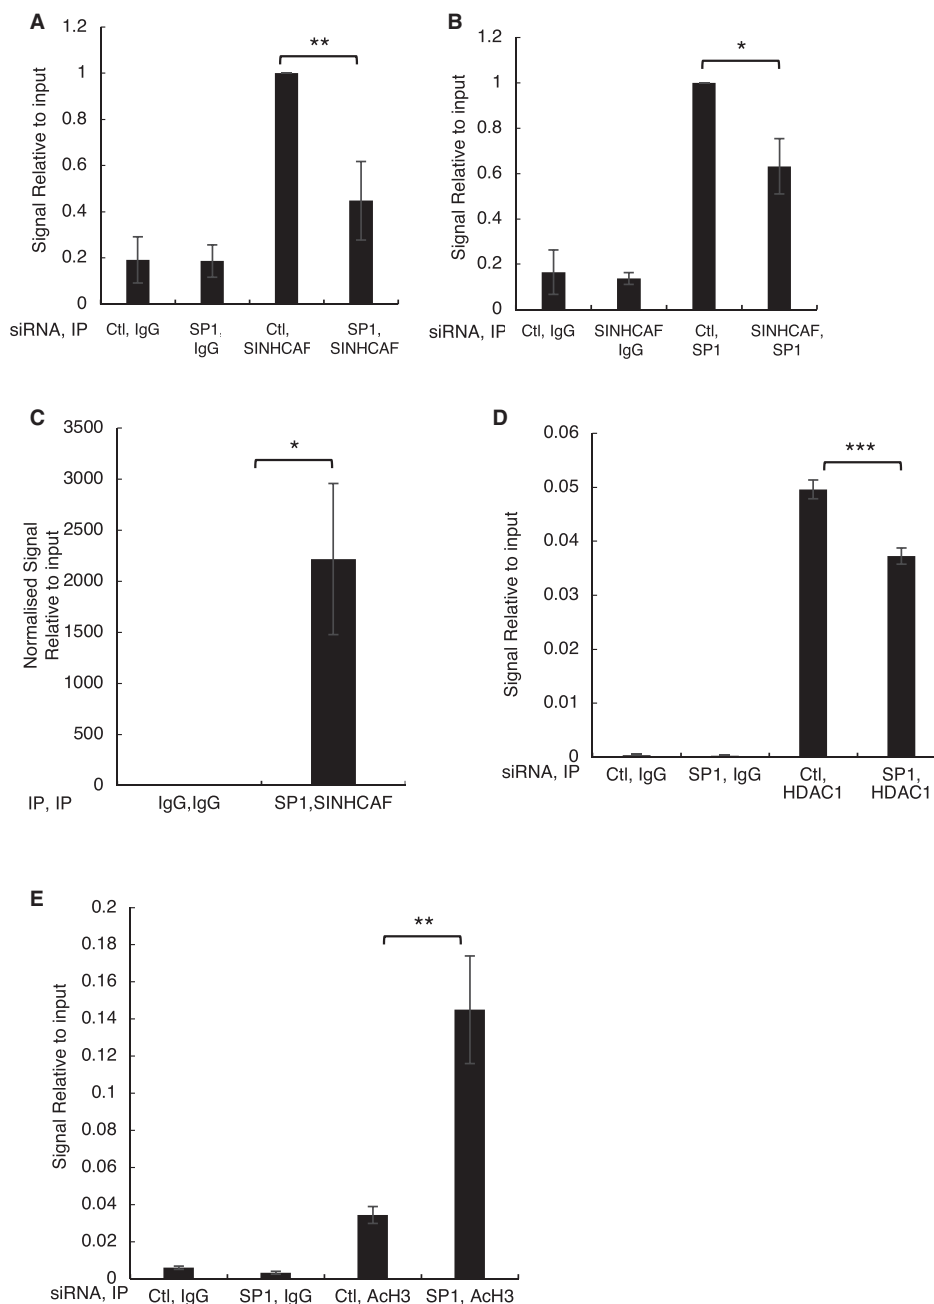 A
1.2
1
0.8
0.6
0.4
0.2
0
Signal Relative to input
**
siRNA, IP
Ctl, IgG
SP1,
IgG
Ctl,
SINHCAF
SP1,
SINHCAF
B
1.2
1
0.8
0.6
0.4
0.2
0
Signal Relative to input
*
siRNA, IP
Ctl, IgG
SINHCAF
IgG
Ctl,
SP1
SINHCAF,
SP1
C
3500
3000
2500
2000
1500
1000
500
0
Normalised Signal
Relative to input
*
IP, IP
IgG,IgG
SP1,SINHCAF
D
0.06
0.05
0.04
0.03
0.02
0.01
0
Signal Relative to input
***
siRNA, IP
Ctl, IgG
SP1, IgG
Ctl,
HDAC1
SP1,
HDAC1
E
0.2
0.18
0.16
0.14
0.12
0.1
0.08
0.06
0.04
0.02
0
Signal Relative to input
**
siRNA, IP
Ctl, IgG
SP1, IgG
Ctl, AcH3
SP1, AcH3